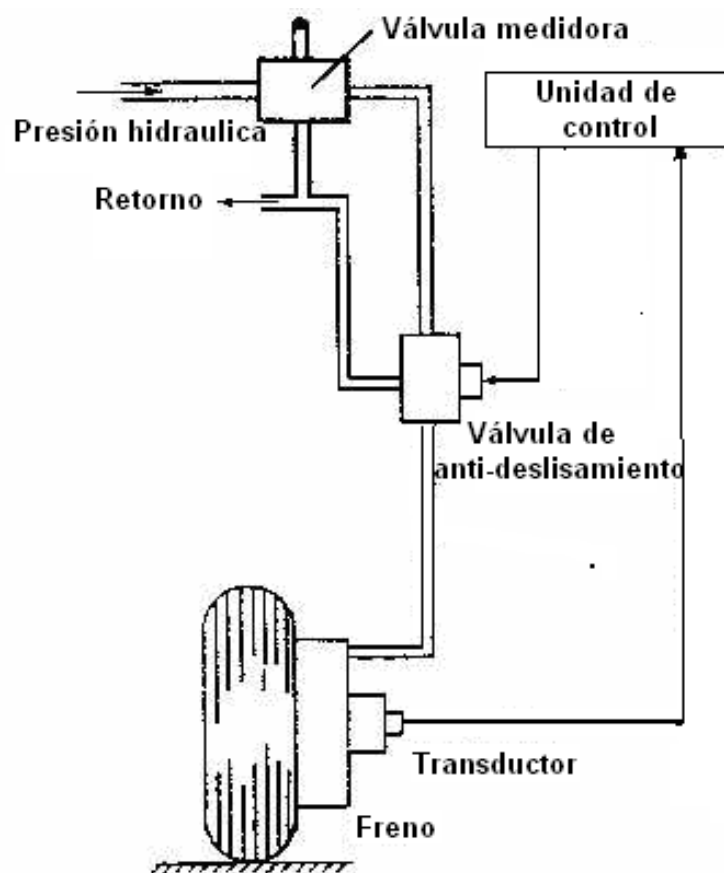 Válvula medidora
Unidad de
control
Presión hidraulica
Retorno
Válvula de
anti-deslisamiento
Transductor
Freno